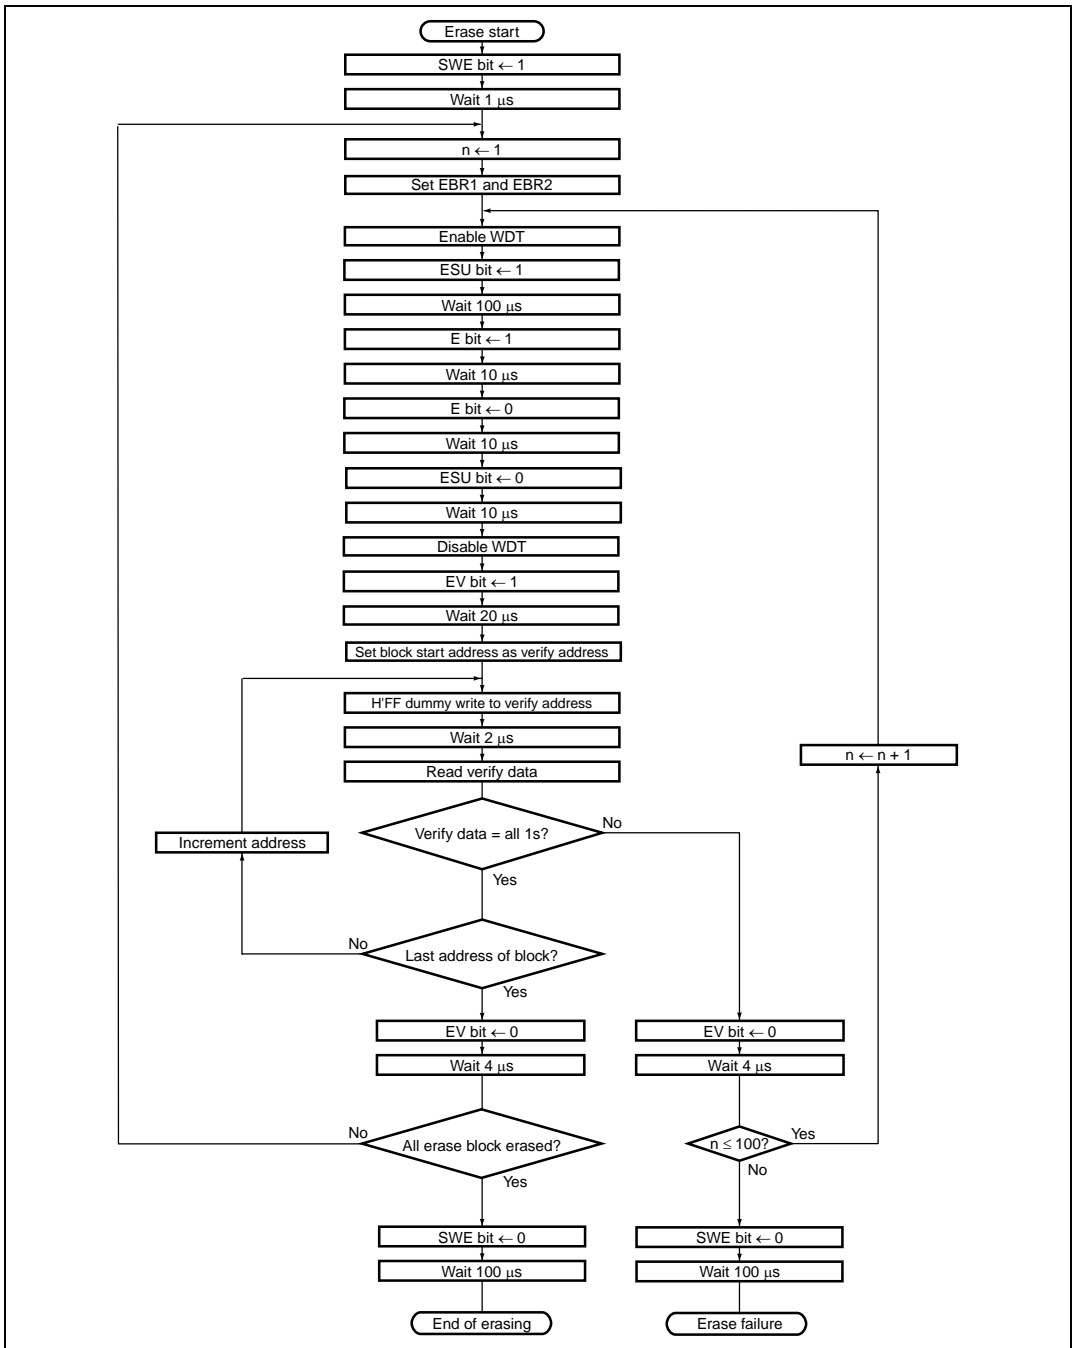 Erase start
SWE bit ← 1
Wait 1 μs
n ← 1
Set EBR1 and EBR2
Enable WDT
ESU bit ← 1
Wait 100 μs
E bit ← 1
Wait 10 μs
E bit ← 0
Wait 10 μs
ESU bit ← 0
Wait 10 μs
Disable WDT
EV bit ← 1
Wait 20 μs
Set block start address as verify address
H'FF dummy write to verify address
Wait 2 μs
n ← n + 1
Read verify data
Verify data = all 1s?
No
Increment address
Yes
No
Last address of block?
Yes
EV bit ← 0
EV bit ← 0
Wait 4 μs
Wait 4 μs
No
All erase block erased?
n ≤ 100?
Yes
No
Yes
SWE bit ← 0
SWE bit ← 0
Wait 100 μs
Wait 100 μs
End of erasing
Erase failure